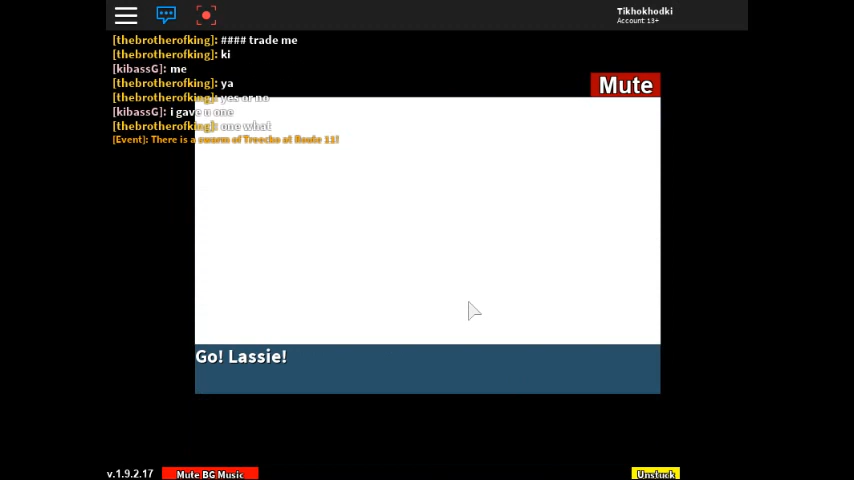 Tikhokhodki
Account: 13+
[thebrotherofking]: #### trade me
[thebrotherofking]: ki
[kibassG]: me
[thebrotherofking]: ya
[thebrotherofking]: yes or no
[kibassG]: i gave u one
[thebrotherofking]: one what
[Event]: There is a swarm of Treecko at Route 11!
Mute
Go! Lassie!
v.1.9.2.17
Mute BG Music
Unstuck